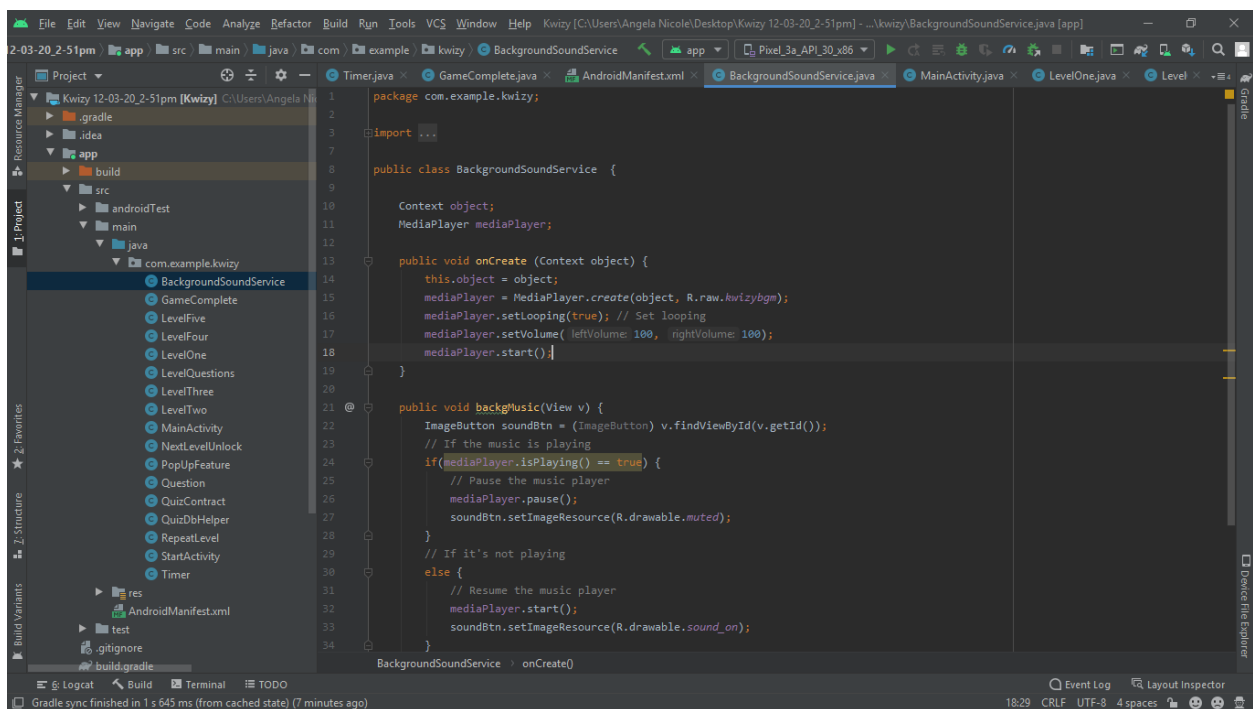 File Edit View Navigate Code Analyze Refactor Build Run Tools VCS Window Help Kwizy [C:\Users\Angela Nicole\Desktop\Kwizy 12-03-20_2-51pm] - ...\kwizy\BackgroundSoundService.java [app]
2-03-20_2-51pm src main java com example kwizy BackgroundSoundService app Pixel_3a_API_30_x86
Project Timer.java GameComplete.java AndroidManifest.xml BackgroundSoundService.java MainActivity.java LevelOne.java Level
Resource Manager
1: Project
2: Favorites
7: Structure
Build Variants
Kwizy 12-03-20_2-51pm [Kwizy] C:\Users\Angela Ni
.gradle
.idea
app
build
src
androidTest
main
java
com.example.kwizy
BackgroundSoundService
GameComplete
LevelFive
LevelFour
LevelOne
LevelQuestions
LevelThree
LevelTwo
MainActivity
NextLevelUnlock
PopUpFeature
Question
QuizContract
QuizDbHelper
RepeatLevel
StartActivity
Timer
res
AndroidManifest.xml
test
.gitignore
build.gradle
1 package com.example.kwizy;
2
3 import ...
7
8 public class BackgroundSoundService {
9
10 Context object;
11 MediaPlayer mediaPlayer;
12
13 public void onCreate (Context object) {
14 this.object = object;
15 mediaPlayer = MediaPlayer.create(object, R.raw.kwizybgm);
16 mediaPlayer.setLooping(true); // Set looping
17 mediaPlayer.setVolume( leftVolume: 100, rightVolume: 100);
18 mediaPlayer.start();
19 }
20
21 @ public void backgMusic(View v) {
22 ImageButton soundBtn = (ImageButton) v.findViewById(v.getId());
23 // If the music is playing
24 if(mediaPlayer.isPlaying() == true) {
25 // Pause the music player
26 mediaPlayer.pause();
27 soundBtn.setImageResource(R.drawable.muted);
28 }
29 // If it's not playing
30 else {
31 // Resume the music player
32 mediaPlayer.start();
33 soundBtn.setImageResource(R.drawable.sound_on);
34 }
BackgroundSoundService onCreate()
Gradle
Device File Explorer
6: Logcat Build Terminal TODO Event Log Layout Inspector
Gradle sync finished in 1 s 645 ms (from cached state) (7 minutes ago) 18:29 CRLF UTF-8 4 spaces